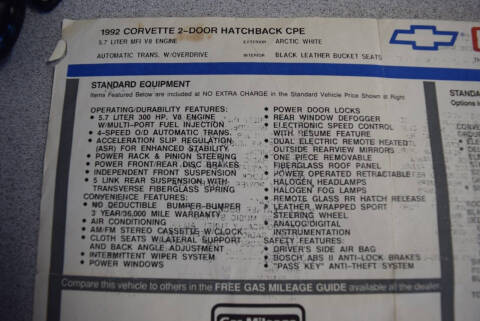 1992 CORVETTE 2-DOOR HATCHBACK CPE
5.7 LITER MFI V8 ENGINE EXTERIOR ARCTIC WHITE
AUTOMATIC TRANS. W/OVERDRIVE INTERIOR BLACK LEATHER BUCKET SEATS
STANDARD EQUIPMENT
Items Featured Below are included at NO EXTRA CHARGE in the Standard Vehicle Price Shown at Right
OPERATING/DURABILITY FEATURES:
• 5.7 LITER 300 HP. V8 ENGINE
W/MULTI-PORT FUEL INJECTION
• 4-SPEED O/D AUTOMATIC TRANS.
• ACCELERATION SLIP REGULATION
(ASR) FOR ENHANCED STABILITY
• POWER RACK & PINION STEERING
• POWER FRONT/REAR DISC BRAKES
• INDEPENDENT FRONT SUSPENSION
• 5 LINK REAR SUSPENSION WITH
TRANSVERSE FIBERGLASS SPRING
CONVENIENCE FEATURES:
• NO DEDUCTIBLE BUMPER-BUMPER
3 YEAR/36,000 MILE WARRANTY
• AIR CONDITIONING
• AM/FM STEREO CASSETTE W/CLOCK
• CLOTH SEATS W/LATERAL SUPPORT
AND BACK ANGLE ADJUSTMENT
• INTERMITTENT WIPER SYSTEM
• POWER WINDOWS
• POWER DOOR LOCKS
• REAR WINDOW DEFOGGER
• ELECTRONIC SPEED CONTROL
WITH RESUME FEATURE
• DUAL ELECTRIC REMOTE HEATED
OUTSIDE REARVIEW MIRRORS
• ONE PIECE REMOVABLE
FIBERGLASS ROOF PANEL
• POWER OPERATED RETRACTABLE
HALOGEN HEADLAMPS
• HALOGEN FOG LAMPS
• REMOTE GLASS RR HATCH RELEASE
• LEATHER WRAPPED SPORT
STEERING WHEEL
• ANALOG/DIGITAL
INSTRUMENTATION
SAFETY FEATURES:
• DRIVER'S SIDE AIR BAG
• BOSCH ABS II ANTI-LOCK BRAKES
• "PASS KEY" ANTI-THEFT SYSTEM
Compare this vehicle to others in the FREE GAS MILEAGE GUIDE available at the dealer.
Gas Mileage